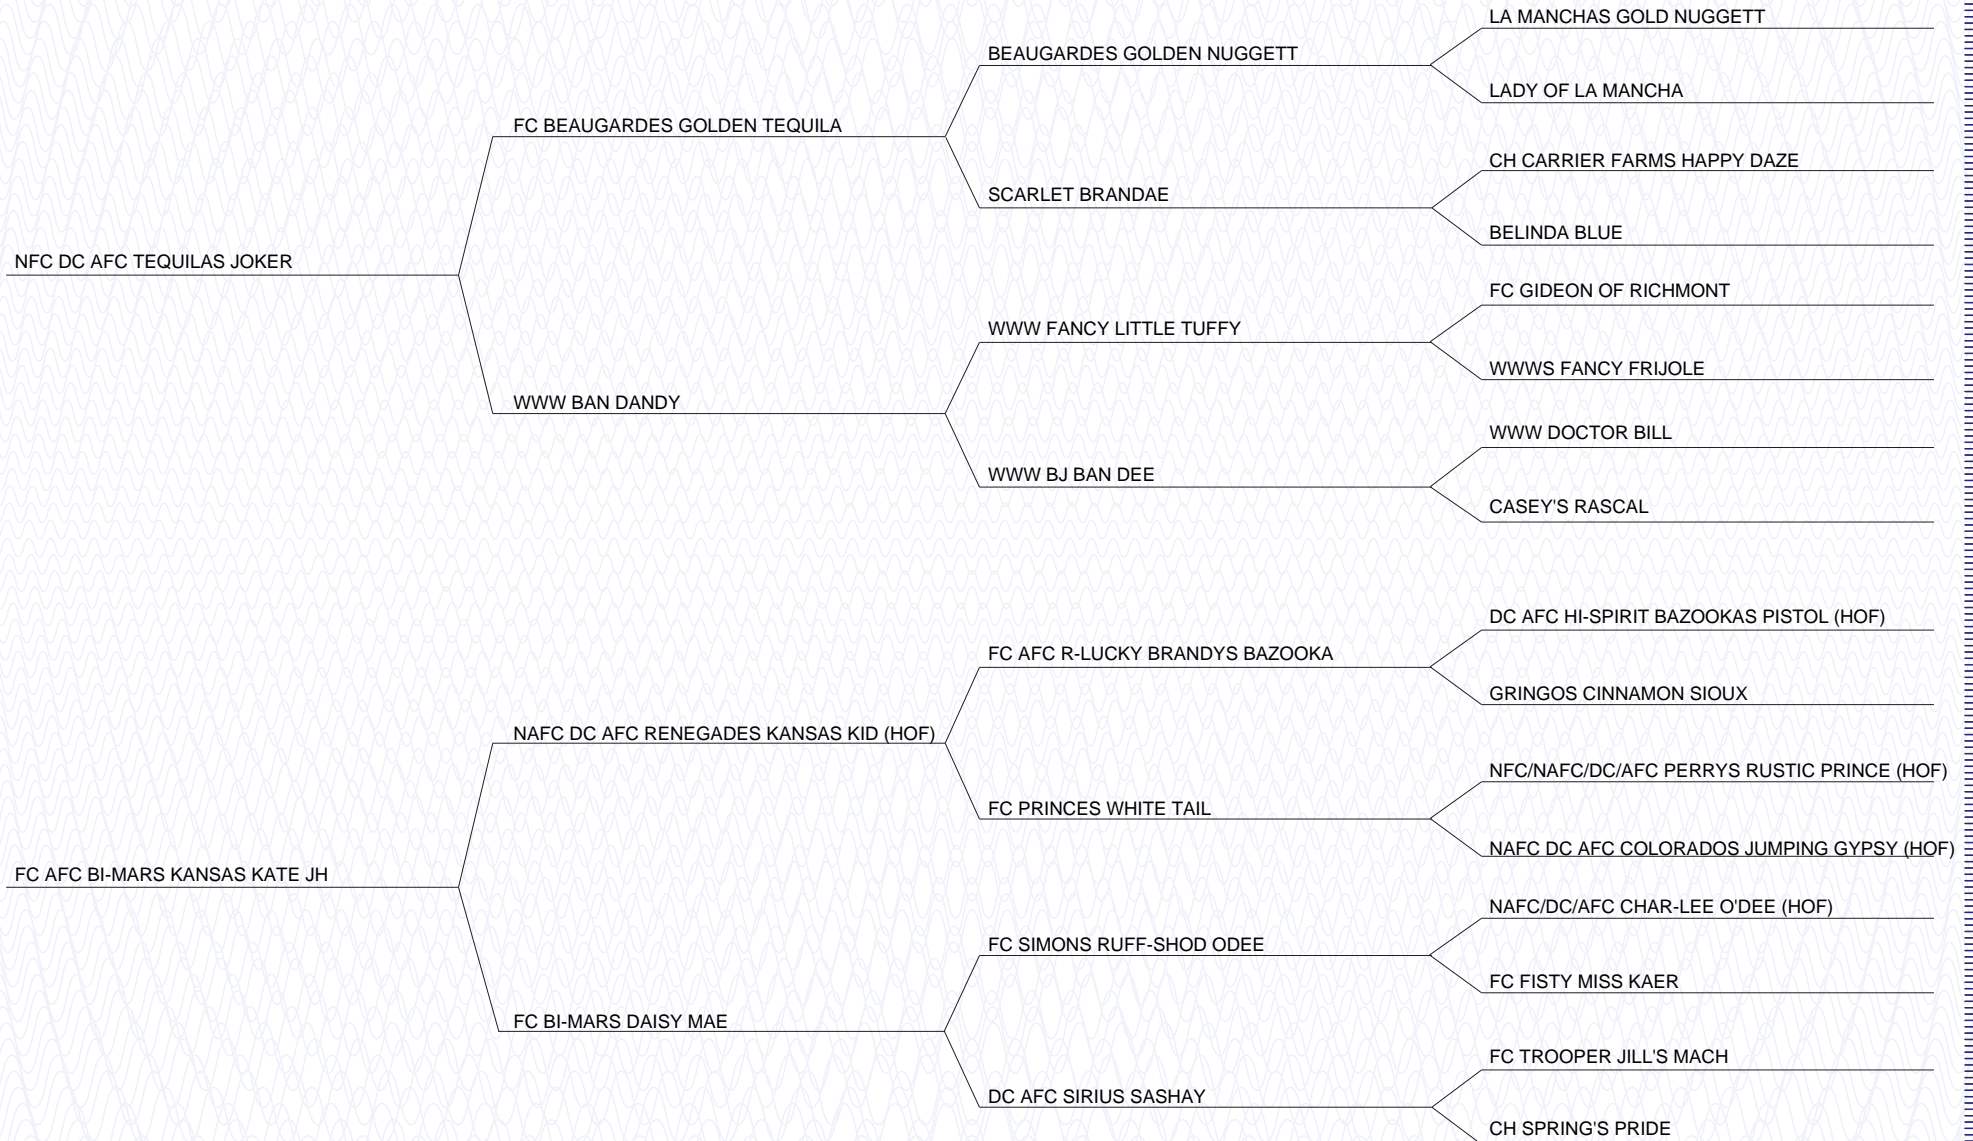 LA MANCHAS GOLD NUGGETT
BEAUGARDES GOLDEN NUGGETT
LADY OF LA MANCHA
FC BEAUGARDES GOLDEN TEQUILA
CH CARRIER FARMS HAPPY DAZE
SCARLET BRANDAE
BELINDA BLUE
NFC DC AFC TEQUILAS JOKER
FC GIDEON OF RICHMONT
WWW FANCY LITTLE TUFFY
WWWS FANCY FRIJOLE
WWW BAN DANDY
WWW DOCTOR BILL
WWW BJ BAN DEE
CASEY'S RASCAL
DC AFC HI-SPIRIT BAZOOKAS PISTOL (HOF)
FC AFC R-LUCKY BRANDYS BAZOOKA
GRINGOS CINNAMON SIOUX
NAFC DC AFC RENEGADES KANSAS KID (HOF)
NFC/NAFC/DC/AFC PERRYS RUSTIC PRINCE (HOF)
FC PRINCES WHITE TAIL
NAFC DC AFC COLORADOS JUMPING GYPSY (HOF)
FC AFC BI-MARS KANSAS KATE JH
NAFC/DC/AFC CHAR-LEE O'DEE (HOF)
FC SIMONS RUFF-SHOD ODEE
FC FISTY MISS KAER
FC BI-MARS DAISY MAE
FC TROOPER JILL'S MACH
DC AFC SIRIUS SASHAY
CH SPRING'S PRIDE